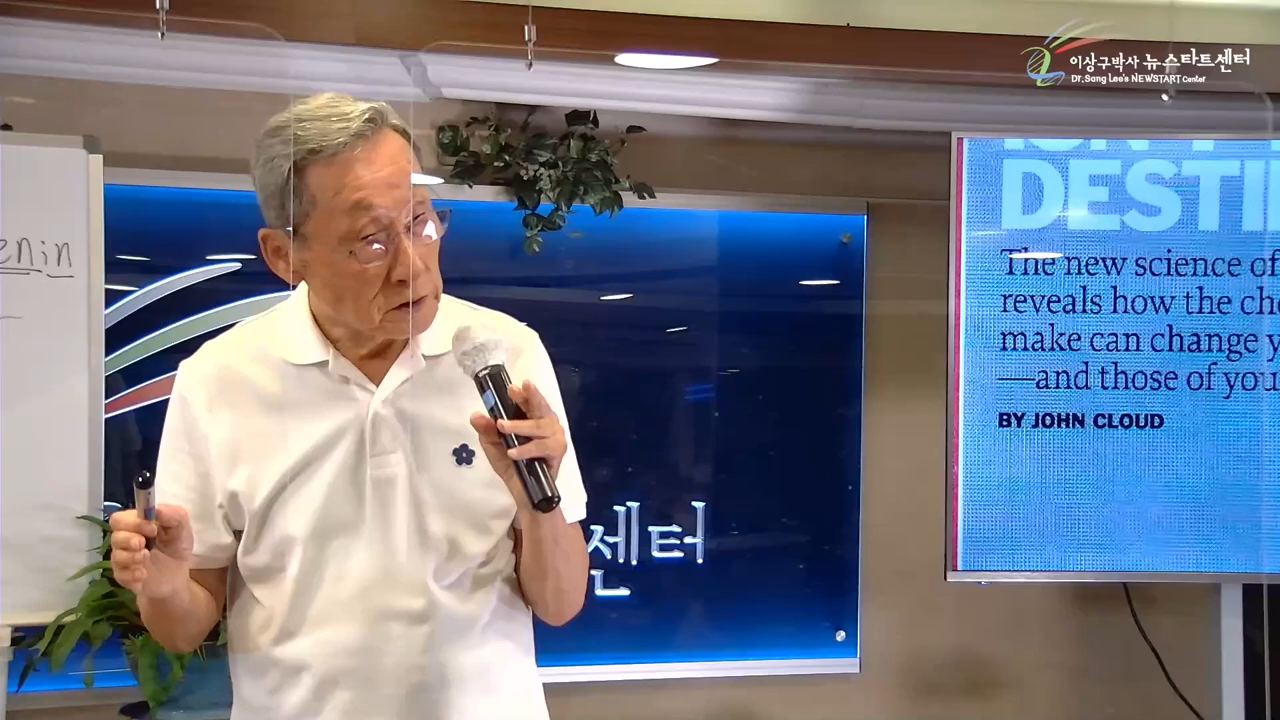 이상구박사 뉴스타트센터
Dr. Sang Lee's NEWSTART Center
enin
센터
DESTI
The new science of
reveals how the ch
make can change y
—and those of you
BY JOHN CLOUD